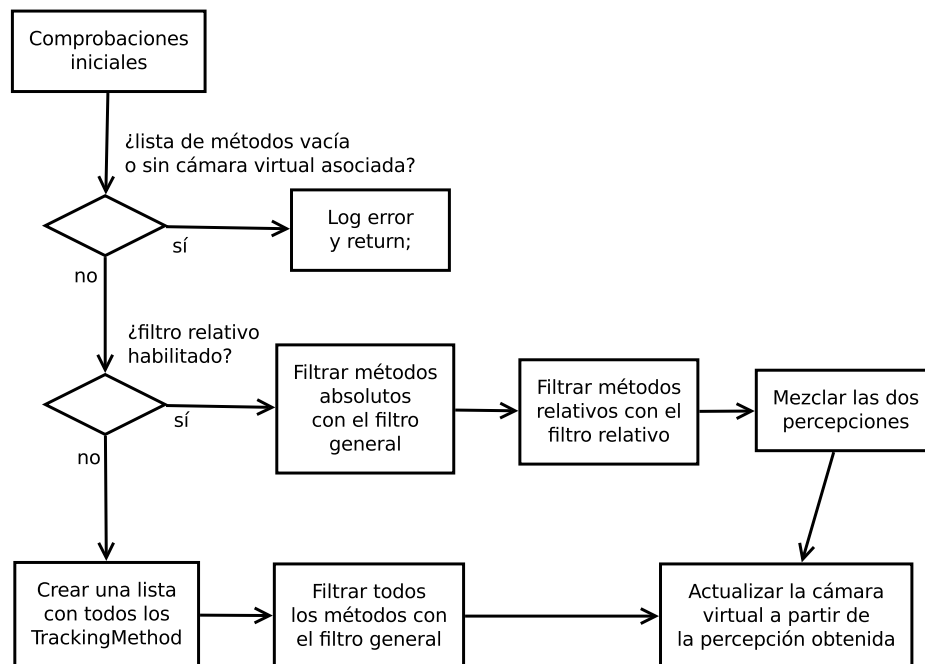 Comprobaciones
iniciales
¿lista de métodos vacía
o sin cámara virtual asociada?
Log error
y return;
sí
no
¿filtro relativo
habilitado?
Filtrar métodos
absolutos
con el filtro
general
Filtrar métodos
relativos con el
filtro relativo
Mezclar las dos
percepciones
sí
no
Crear una lista
con todos los
TrackingMethod
Filtrar todos
los métodos con
el filtro general
Actualizar la cámara
virtual a partir de
la percepción obtenida